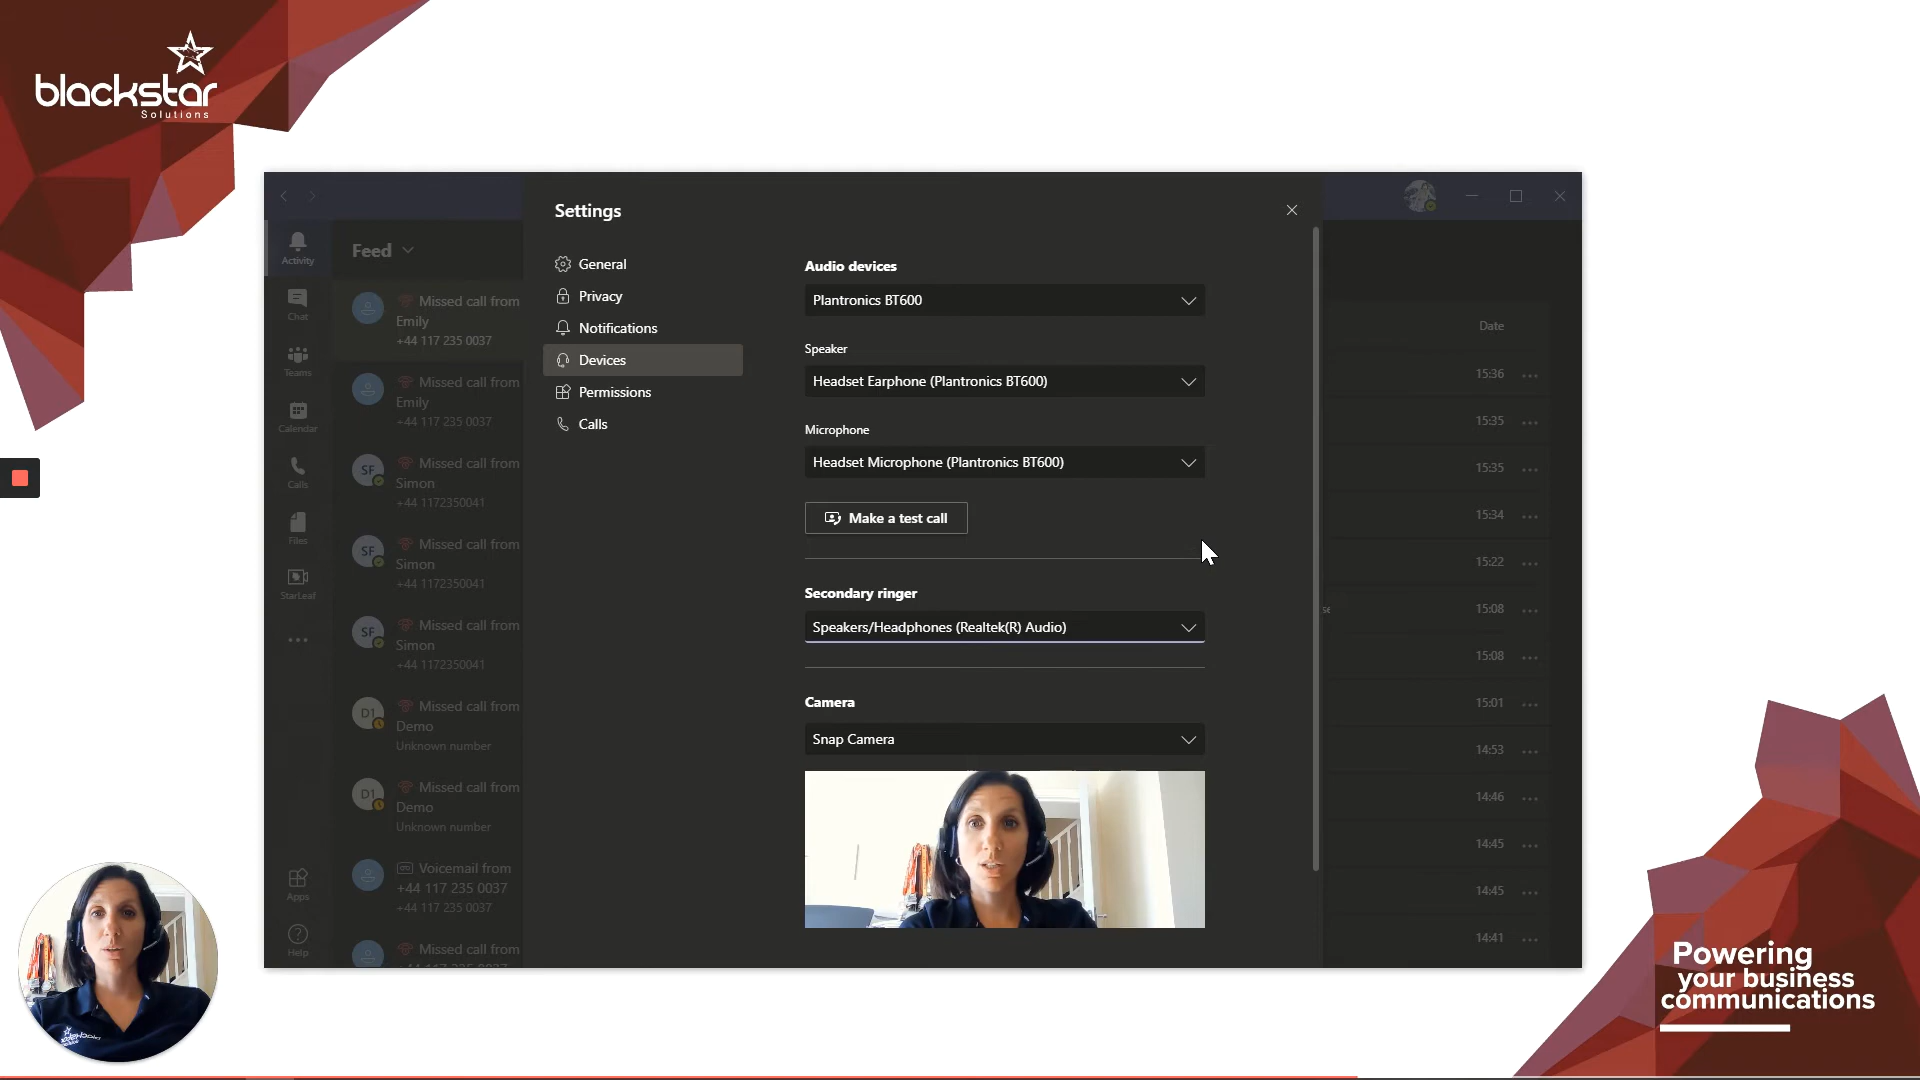 blackstar
Solutions
Settings
Activity
Chat
Teams
Calendar
Calls
Files
StarLeaf
Apps
Help
Feed
Missed call from
Emily
+44 117 235 0037
Missed call from
Emily
+44 117 235 0037
SF
Missed call from
Simon
+44 1172350041
SF
Missed call from
Simon
+44 1172350041
SF
Missed call from
Simon
+44 1172350041
D1
Missed call from
Demo
Unknown number
D1
Missed call from
Demo
Unknown number
Voicemail from
+44 117 235 0037
+44 117 235 0037
Missed call from
General
Privacy
Notifications
Devices
Permissions
Calls
Audio devices
Plantronics BT600
Speaker
Headset Earphone (Plantronics BT600)
Microphone
Headset Microphone (Plantronics BT600)
Make a test call
Secondary ringer
Speakers/Headphones (Realtek(R) Audio)
Camera
Snap Camera
Date
15:36
15:35
15:35
15:34
15:22
15:08
15:08
15:01
14:53
14:46
14:45
14:45
14:41
Powering
your business
communications